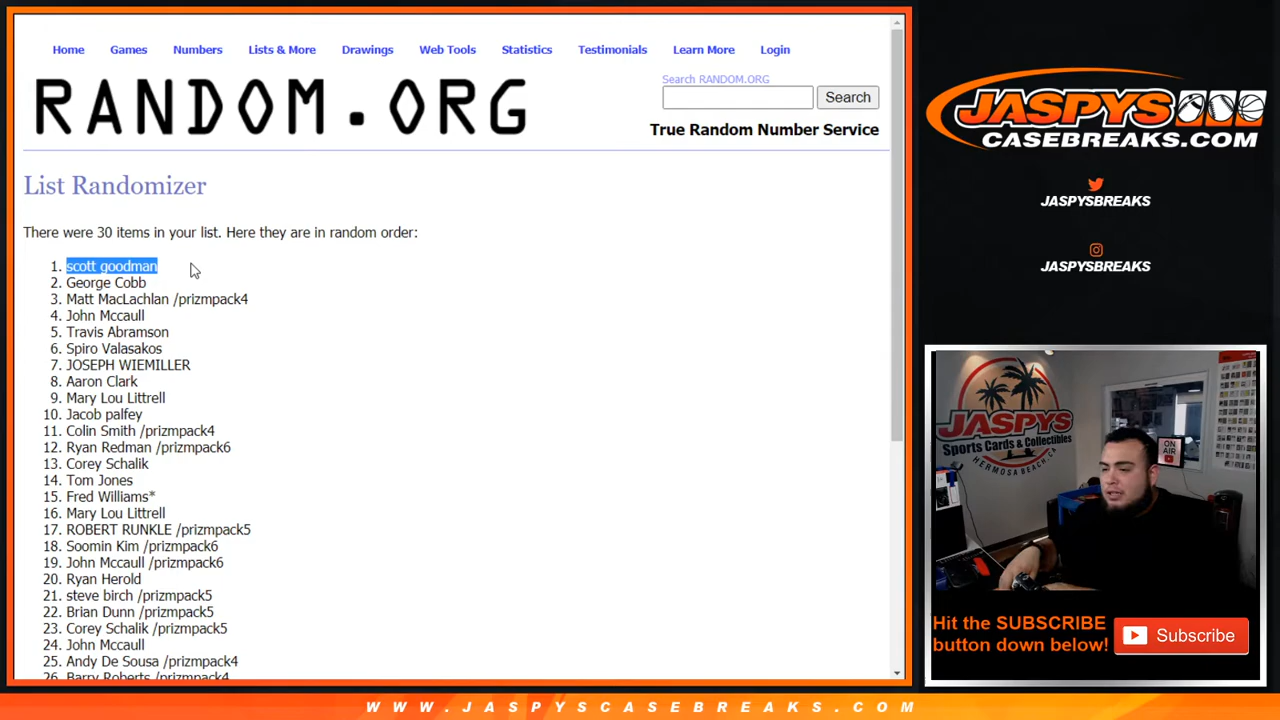 Home Games Numbers Lists & More Drawings Web Tools Statistics Testimonials Learn More Login
RANDOM.ORG
Search RANDOM.ORG
Search
True Random Number Service
List Randomizer
There were 30 items in your list. Here they are in random order:
1. scott goodman
2. George Cobb
3. Matt MacLachlan /prizmpack4
4. John Mccaull
5. Travis Abramson
6. Spiro Valasakos
7. JOSEPH WIEMILLER
8. Aaron Clark
9. Mary Lou Littrell
10. Jacob palfey
11. Colin Smith /prizmpack4
12. Ryan Redman /prizmpack6
13. Corey Schalik
14. Tom Jones
15. Fred Williams*
16. Mary Lou Littrell
17. ROBERT RUNKLE /prizmpack5
18. Soomin Kim /prizmpack6
19. John Mccaull /prizmpack6
20. Ryan Herold
21. steve birch /prizmpack5
22. Brian Dunn /prizmpack5
23. Corey Schalik /prizmpack5
24. John Mccaull
25. Andy De Sousa /prizmpack4
26. Barry Roberts /prizmpack4
JASPYS
CASEBREAKS.COM
JASPYSBREAKS
JASPYSBREAKS
JASPYS
Sports Cards & Collectibles
HERMOSA BEACH, CA
ON AIR
Hit the SUBSCRIBE
button down below!
Subscribe
WWW.JASPYSCASEBREAKS.COM